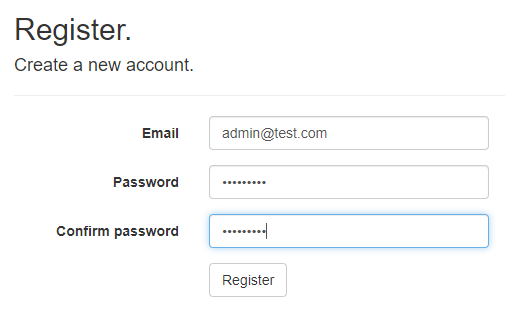 Register.
Create a new account.
Email admin@test.com
Password •••••••••
Confirm password •••••••••
Register